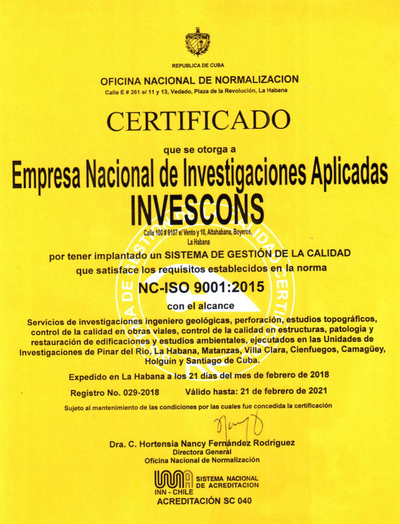 REPUBLICA DE CUBA
OFICINA NACIONAL DE NORMALIZACION
Calle E # 261 e/ 11 y 13, Vedado, Plaza de la Revolución, La Habana
CERTIFICADO
que se otorga a
Empresa Nacional de Investigaciones Aplicadas
INVESCONS
Calle 100 # 9107 e/ Vento y 10, Altahabana, Boyeros,
La Habana
por tener implantado un SISTEMA DE GESTIÓN DE LA CALIDAD
que satisface los requisitos establecidos en la norma
NC-ISO 9001:2015
con el alcance
Servicios de investigaciones ingeniero geológicas, perforación, estudios topográficos,
control de la calidad en obras viales, control de la calidad en estructuras, patología y
restauración de edificaciones y estudios ambientales, ejecutados en las Unidades de
Investigaciones de Pinar del Río, La Habana, Matanzas, Villa Clara, Cienfuegos, Camagüey,
Holguín y Santiago de Cuba.
Expedido en La Habana a los 21 días del mes de febrero de 2018
Registro No. 029-2018 Válido hasta: 21 de febrero de 2021
Sujeto al mantenimiento de las condiciones por las cuales fue concedida la certificación
Dra. C. Hortensia Nancy Fernández Rodríguez
Directora General
Oficina Nacional de Normalización
INN - CHILE
SISTEMA NACIONAL
DE ACREDITACION
ACREDITACIÓN SC 040